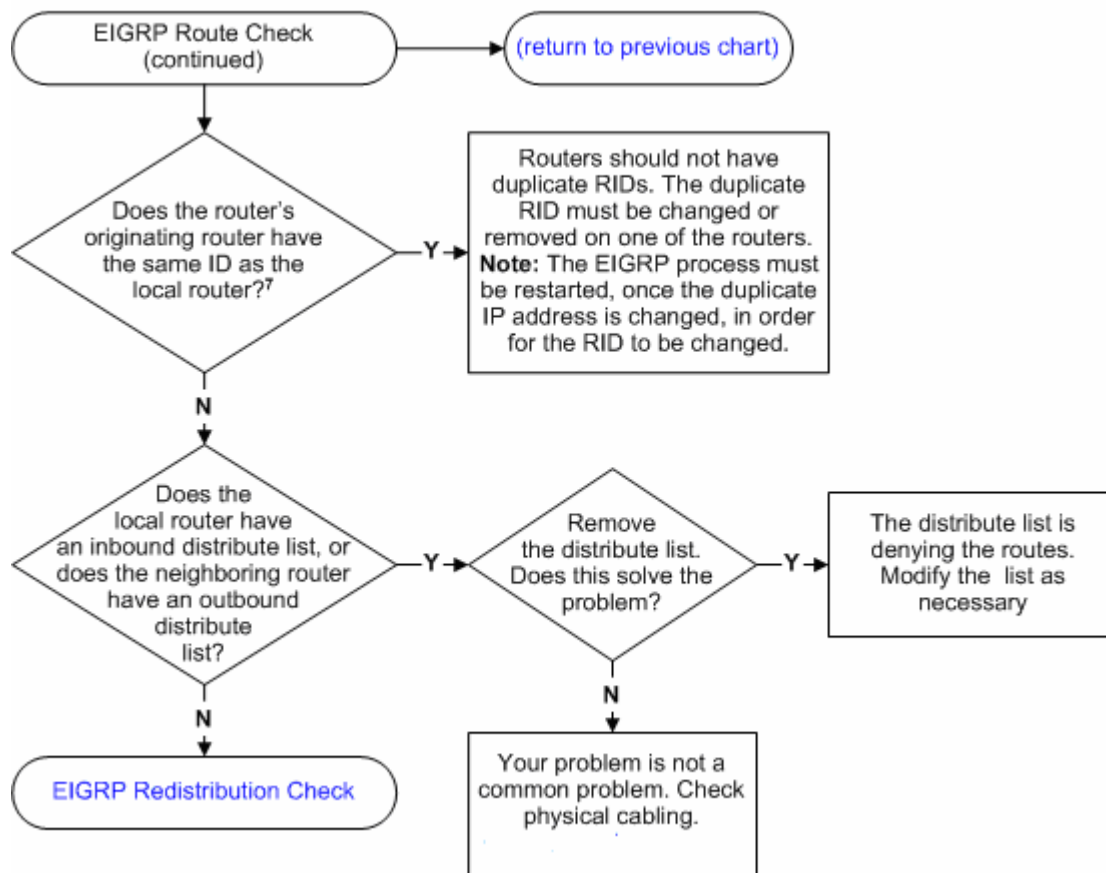 EIGRP Route Check
(continued)
(return to previous chart)
Does the router's
originating router have
the same ID as the
local router?⁷
Y
Routers should not have
duplicate RIDs. The duplicate
RID must be changed or
removed on one of the routers.
Note: The EIGRP process must
be restarted, once the duplicate
IP address is changed, in order
for the RID to be changed.
N
Does the
local router have
an inbound distribute list, or
does the neighboring router
have an outbound
distribute
list?
Y
Remove
the distribute list.
Does this solve the
problem?
Y
The distribute list is
denying the routes.
Modify the list as
necessary
N
N
EIGRP Redistribution Check
Your problem is not a
common problem. Check
physical cabling.